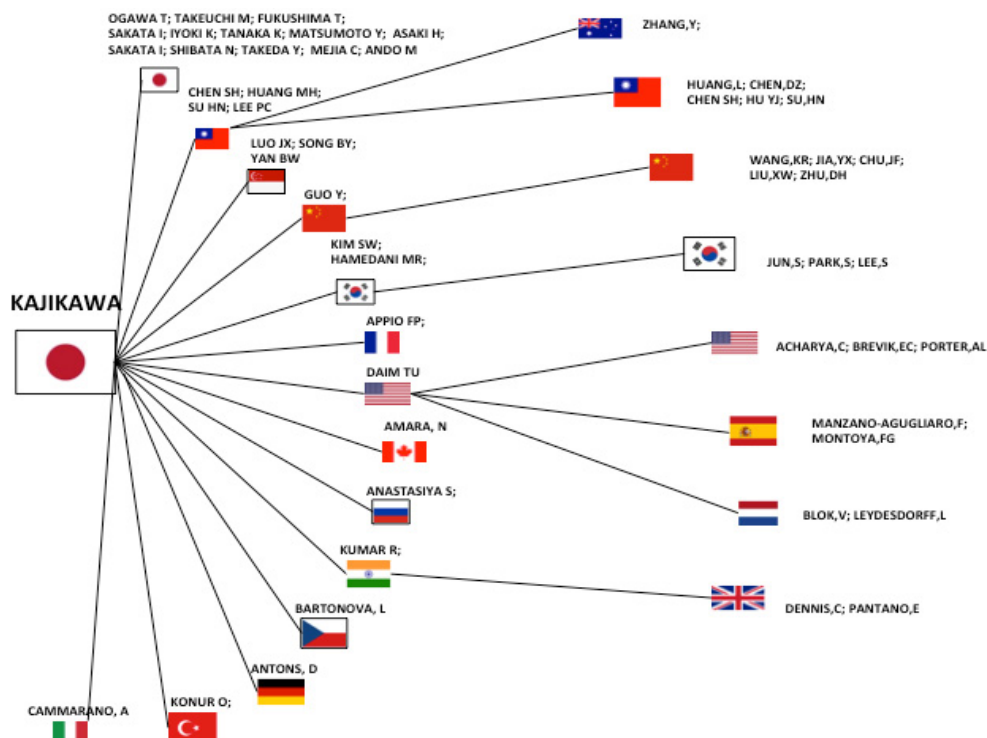 OGAWA T; TAKEUCHI M; FUKUSHIMA T;
SAKATA I; IYOKI K; TANAKA K; MATSUMOTO Y; ASAKI H;
SAKATA I; SHIBATA N; TAKEDA Y; MEJIA C; ANDO M
ZHANG,Y;
CHEN SH; HUANG MH;
SU HN; LEE PC
HUANG,L; CHEN,DZ;
CHEN SH; HU YJ; SU,HN
LUO JX; SONG BY;
YAN BW
WANG,KR; JIA,YX; CHU,JF;
LIU,XW; ZHU,DH
GUO Y;
KIM SW;
HAMEDANI MR;
JUN,S; PARK,S; LEE,S
KAJIKAWA
APPIO FP;
ACHARYA,C; BREVIK,EC; PORTER,AL
DAIM TU
AMARA, N
MANZANO-AGUGLIARO,F;
MONTOYA,FG
ANASTASIYA S;
BLOK,V; LEYDESDORFF,L
KUMAR R;
BARTONOVA, L
DENNIS,C; PANTANO,E
ANTONS, D
KONUR O;
CAMMARANO, A